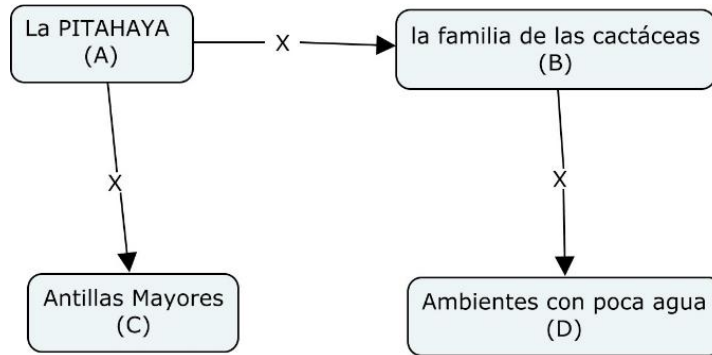 La PITAHAYA
(A)
X
la familia de las cactáceas
(B)
X
X
Antillas Mayores
(C)
Ambientes con poca agua
(D)